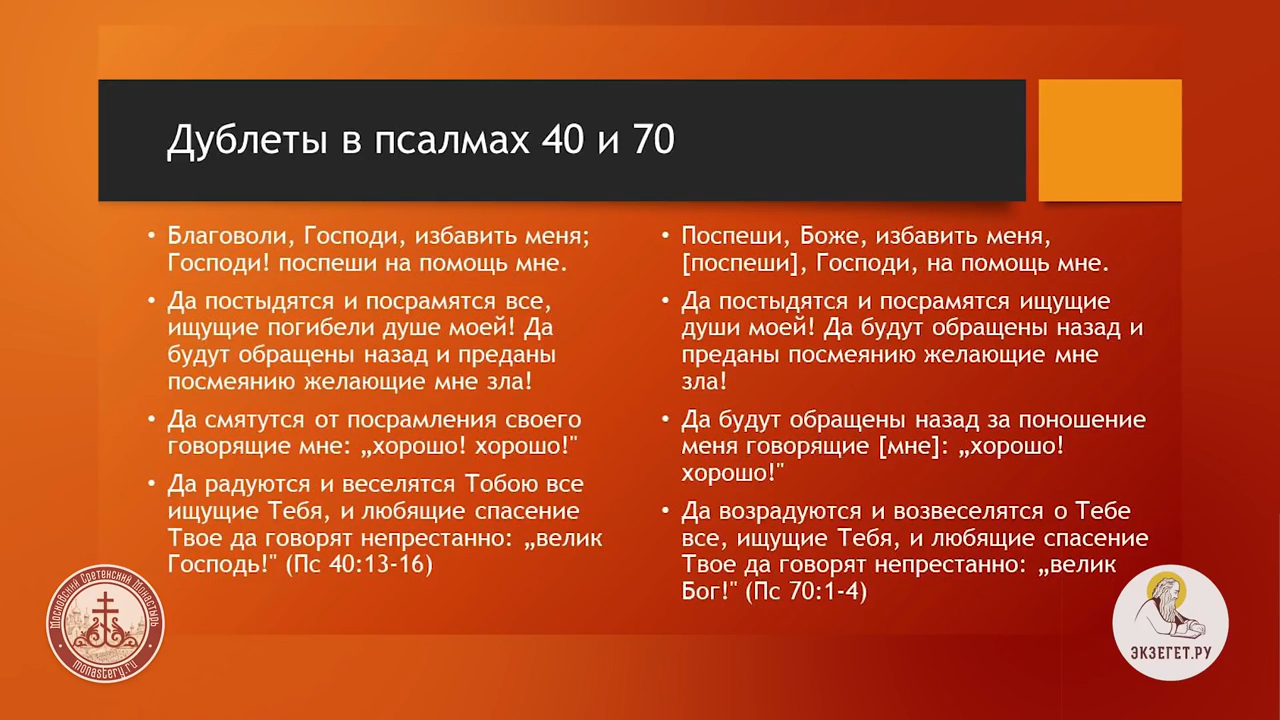 Дублеты в псалмах 40 и 70
• Благоволи, Господи, избавить меня;
Господи! поспеши на помощь мне.
• Да постыдятся и посрамятся все,
ищущие погибели душе моей! Да
будут обращены назад и преданы
посмеянию желающие мне зла!
• Да смятутся от посрамления своего
говорящие мне: „хорошо! хорошо!"
• Да радуются и веселятся Тобою все
ищущие Тебя, и любящие спасение
Твое да говорят непрестанно: „велик
Господь!" (Пс 40:13-16)
• Поспеши, Боже, избавить меня,
[поспеши], Господи, на помощь мне.
• Да постыдятся и посрамятся ищущие
души моей! Да будут обращены назад и
преданы посмеянию желающие мне
зла!
• Да будут обращены назад за поношение
меня говорящие [мне]: „хорошо!
хорошо!"
• Да возрадуются и возвеселятся о Тебе
все, ищущие Тебя, и любящие спасение
Твое да говорят непрестанно: „велик
Бог!" (Пс 70:1-4)
Московский Сретенский Монастырь
monastery.ru
ЭКЗЕГЕТ.РУ